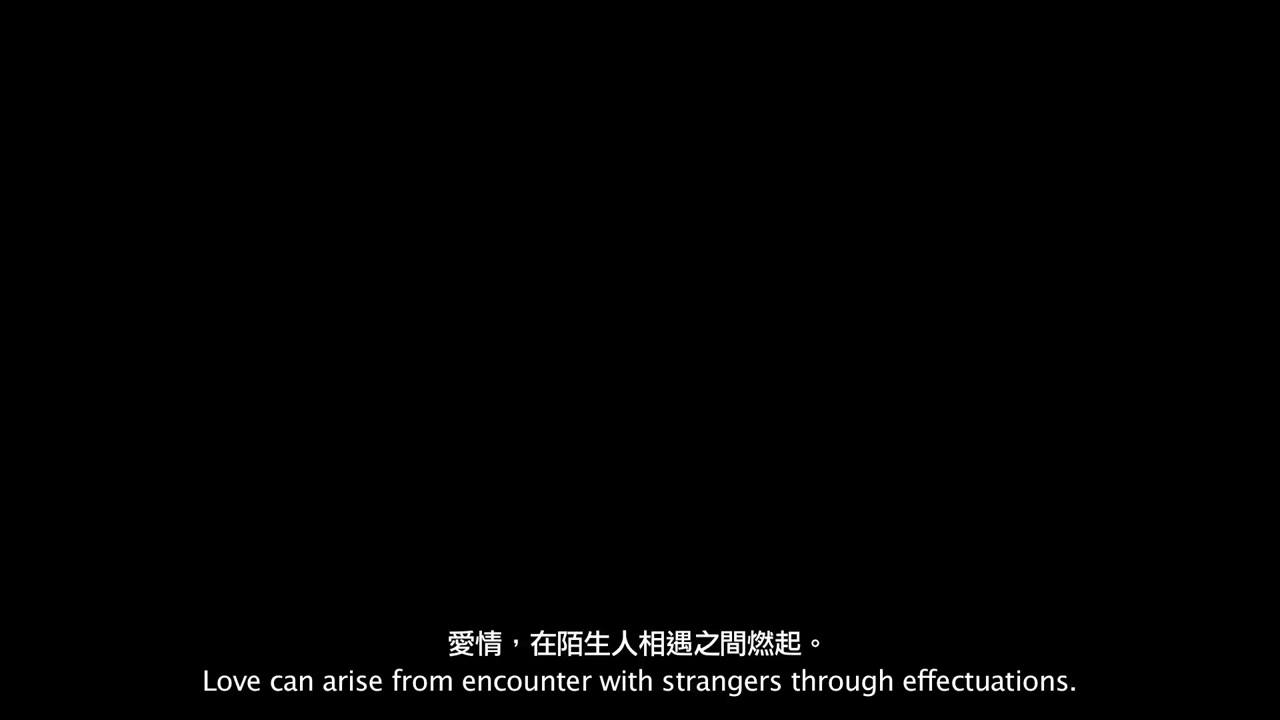 愛情，在陌生人相遇之間燃起。
Love can arise from encounter with strangers through effectuations.